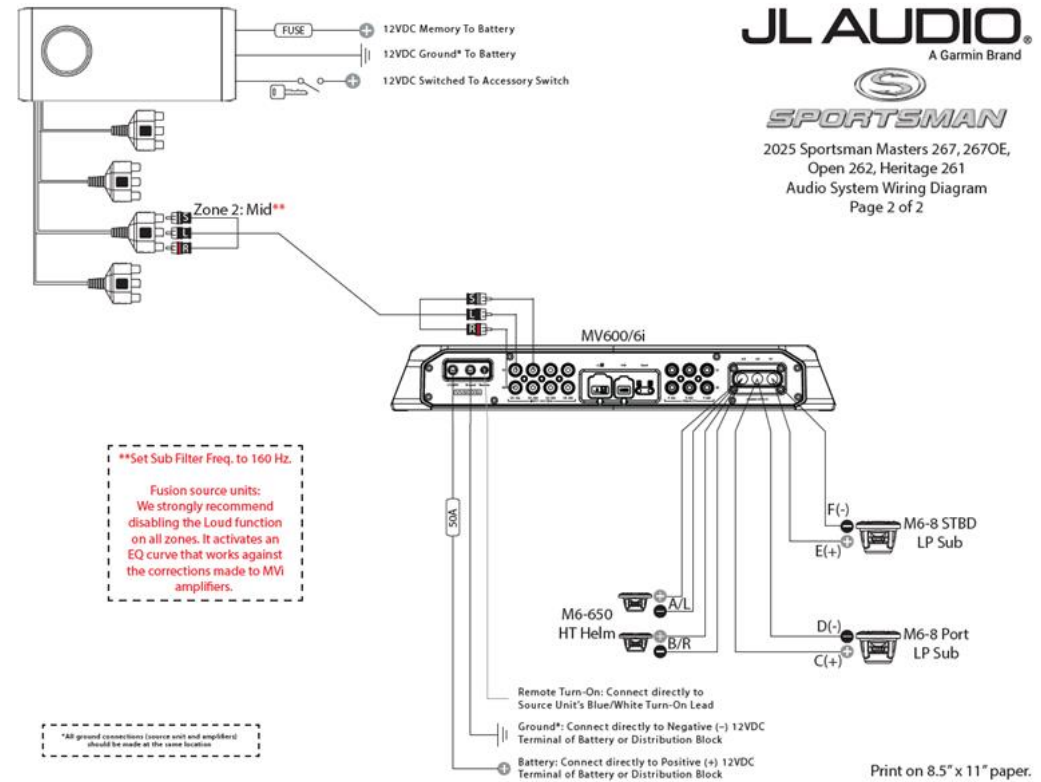 FUSE
12VDC Memory To Battery
12VDC Ground* To Battery
12VDC Switched To Accessory Switch
JL AUDIO®
A Garmin Brand
S
SPORTSMAN
2025 Sportsman Masters 267, 267OE,
Open 262, Heritage 261
Audio System Wiring Diagram
Page 2 of 2
Zone 2: Mid**
S
L
R
S
L
R
MV600/6i
**Set Sub Filter Freq. to 160 Hz.
Fusion source units:
We strongly recommend
disabling the Loud function
on all zones. It activates an
EQ curve that works against
the corrections made to MVi
amplifiers.
50A
F(-)
E(+)
M6-8 STBD
LP Sub
M6-650
HT Helm
A/L
B/R
D(-)
C(+)
M6-8 Port
LP Sub
Remote Turn-On: Connect directly to
Source Unit's Blue/White Turn-On Lead
Ground*: Connect directly to Negative (–) 12VDC
Terminal of Battery or Distribution Block
Battery: Connect directly to Positive (+) 12VDC
Terminal of Battery or Distribution Block
*All ground connections (source unit and amplifiers)
should be made at the same location
Print on 8.5" x 11" paper.